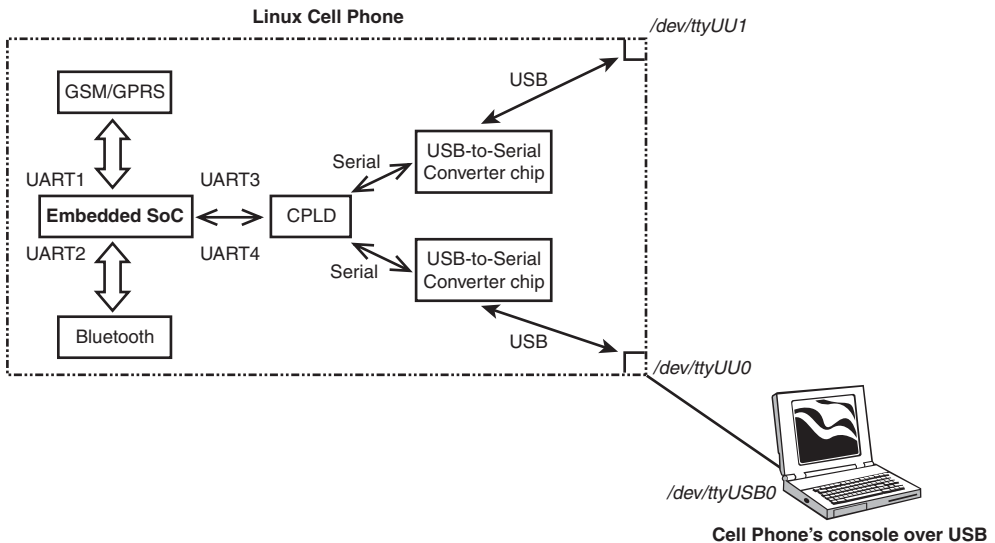 Linux Cell Phone
/dev/ttyUU1
USB
GSM/GPRS
USB-to-Serial
Converter chip
Serial
UART1
UART3
Embedded SoC
CPLD
UART2
UART4
Serial
USB-to-Serial
Converter chip
Bluetooth
USB
/dev/ttyUU0
/dev/ttyUSB0
Cell Phone's console over USB